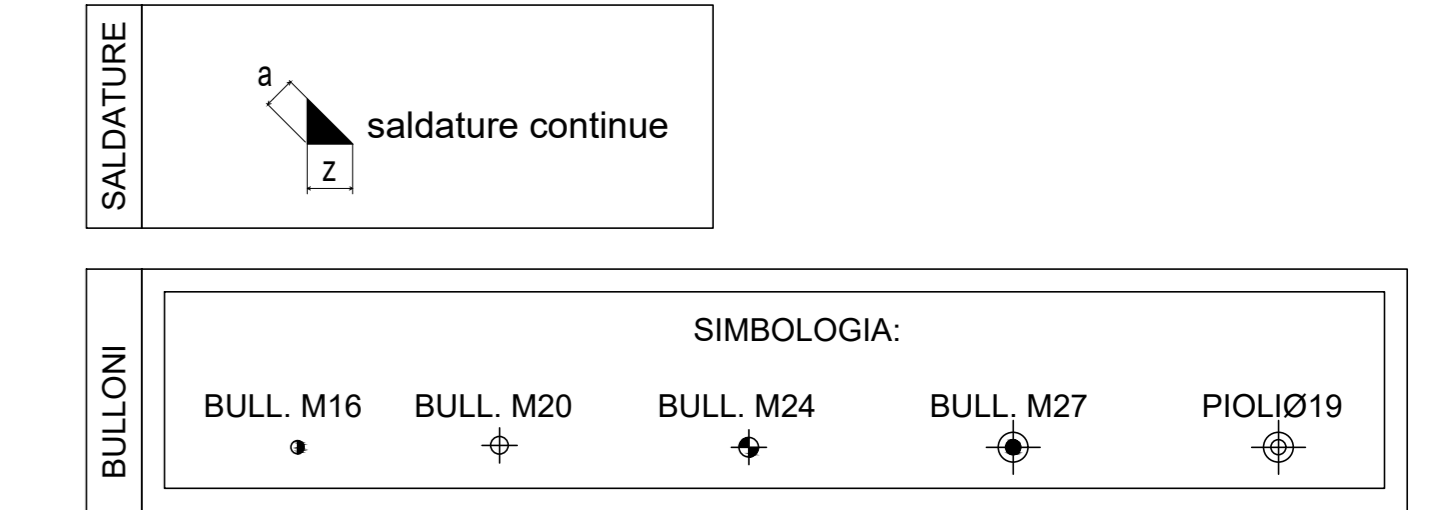 SALDATURE
a
saldature continue
z
BULLONI
SIMBOLOGIA:
BULL. M16 BULL. M20 BULL. M24 BULL. M27 PIOLIØ19